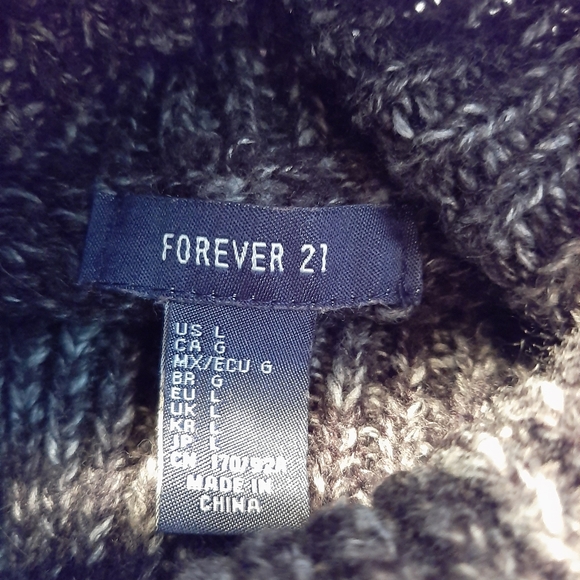 FOREVER 21
US L
CA G
MX/ECU G
BR G
EU L
UK L
KR L
JP L
CN 170/92A
MADE IN
CHINA